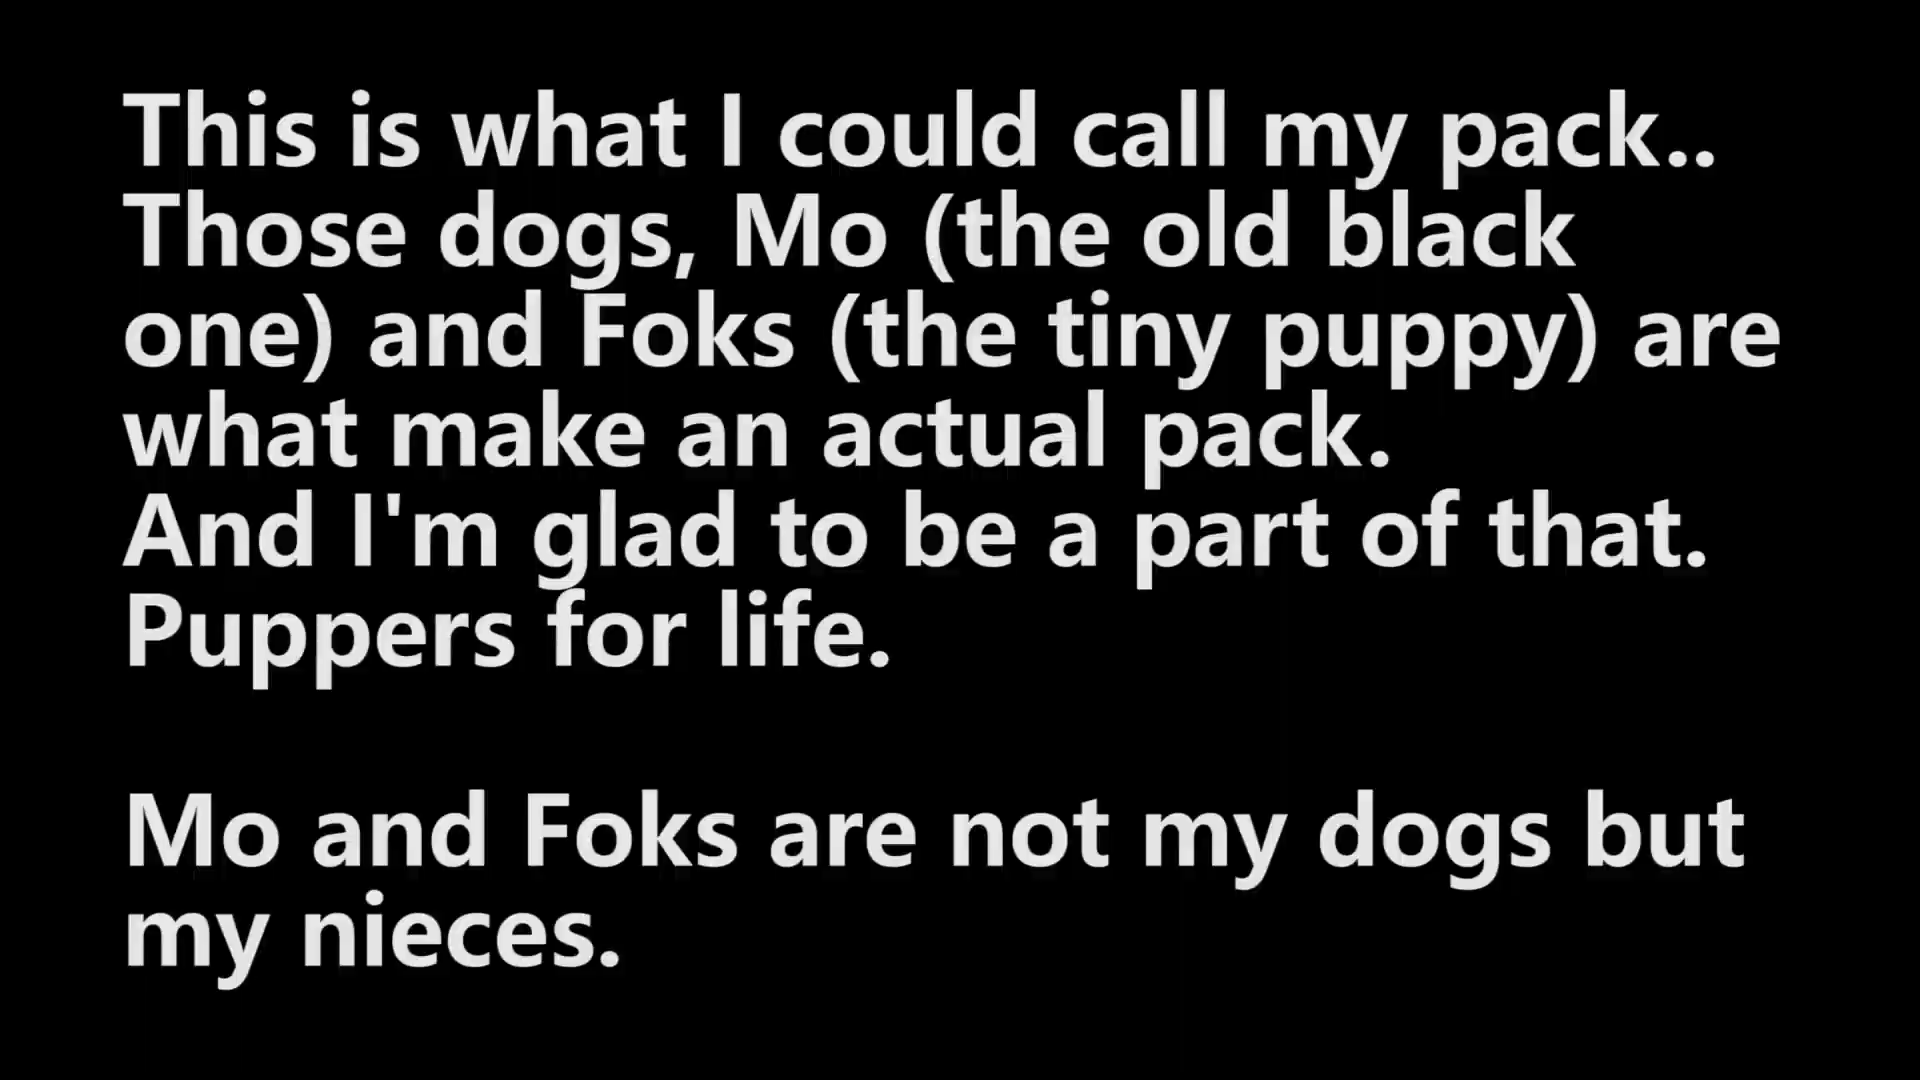 This is what I could call my pack..
Those dogs, Mo (the old black
one) and Foks (the tiny puppy) are
what make an actual pack.
And I'm glad to be a part of that.
Puppers for life.
Mo and Foks are not my dogs but
my nieces.